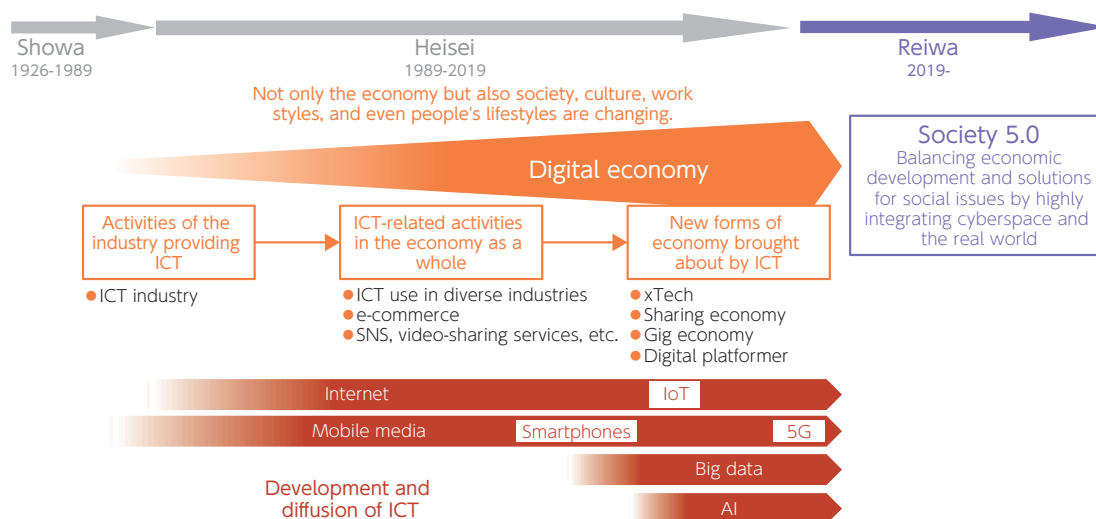 Showa
1926-1989
Heisei
1989-2019
Reiwa
2019-
Not only the economy but also society, culture, work
styles, and even people's lifestyles are changing.
Digital economy
Society 5.0
Balancing economic
development and solutions
for social issues by highly
integrating cyberspace and
the real world
Activities of the
industry providing
ICT
ICT-related activities
in the economy as a
whole
New forms of
economy brought
about by ICT
● ICT industry
● ICT use in diverse industries
● e-commerce
● SNS, video-sharing services, etc.
● xTech
● Sharing economy
● Gig economy
● Digital platformer
Internet
IoT
Mobile media
Smartphones
5G
Big data
AI
Development and
diffusion of ICT